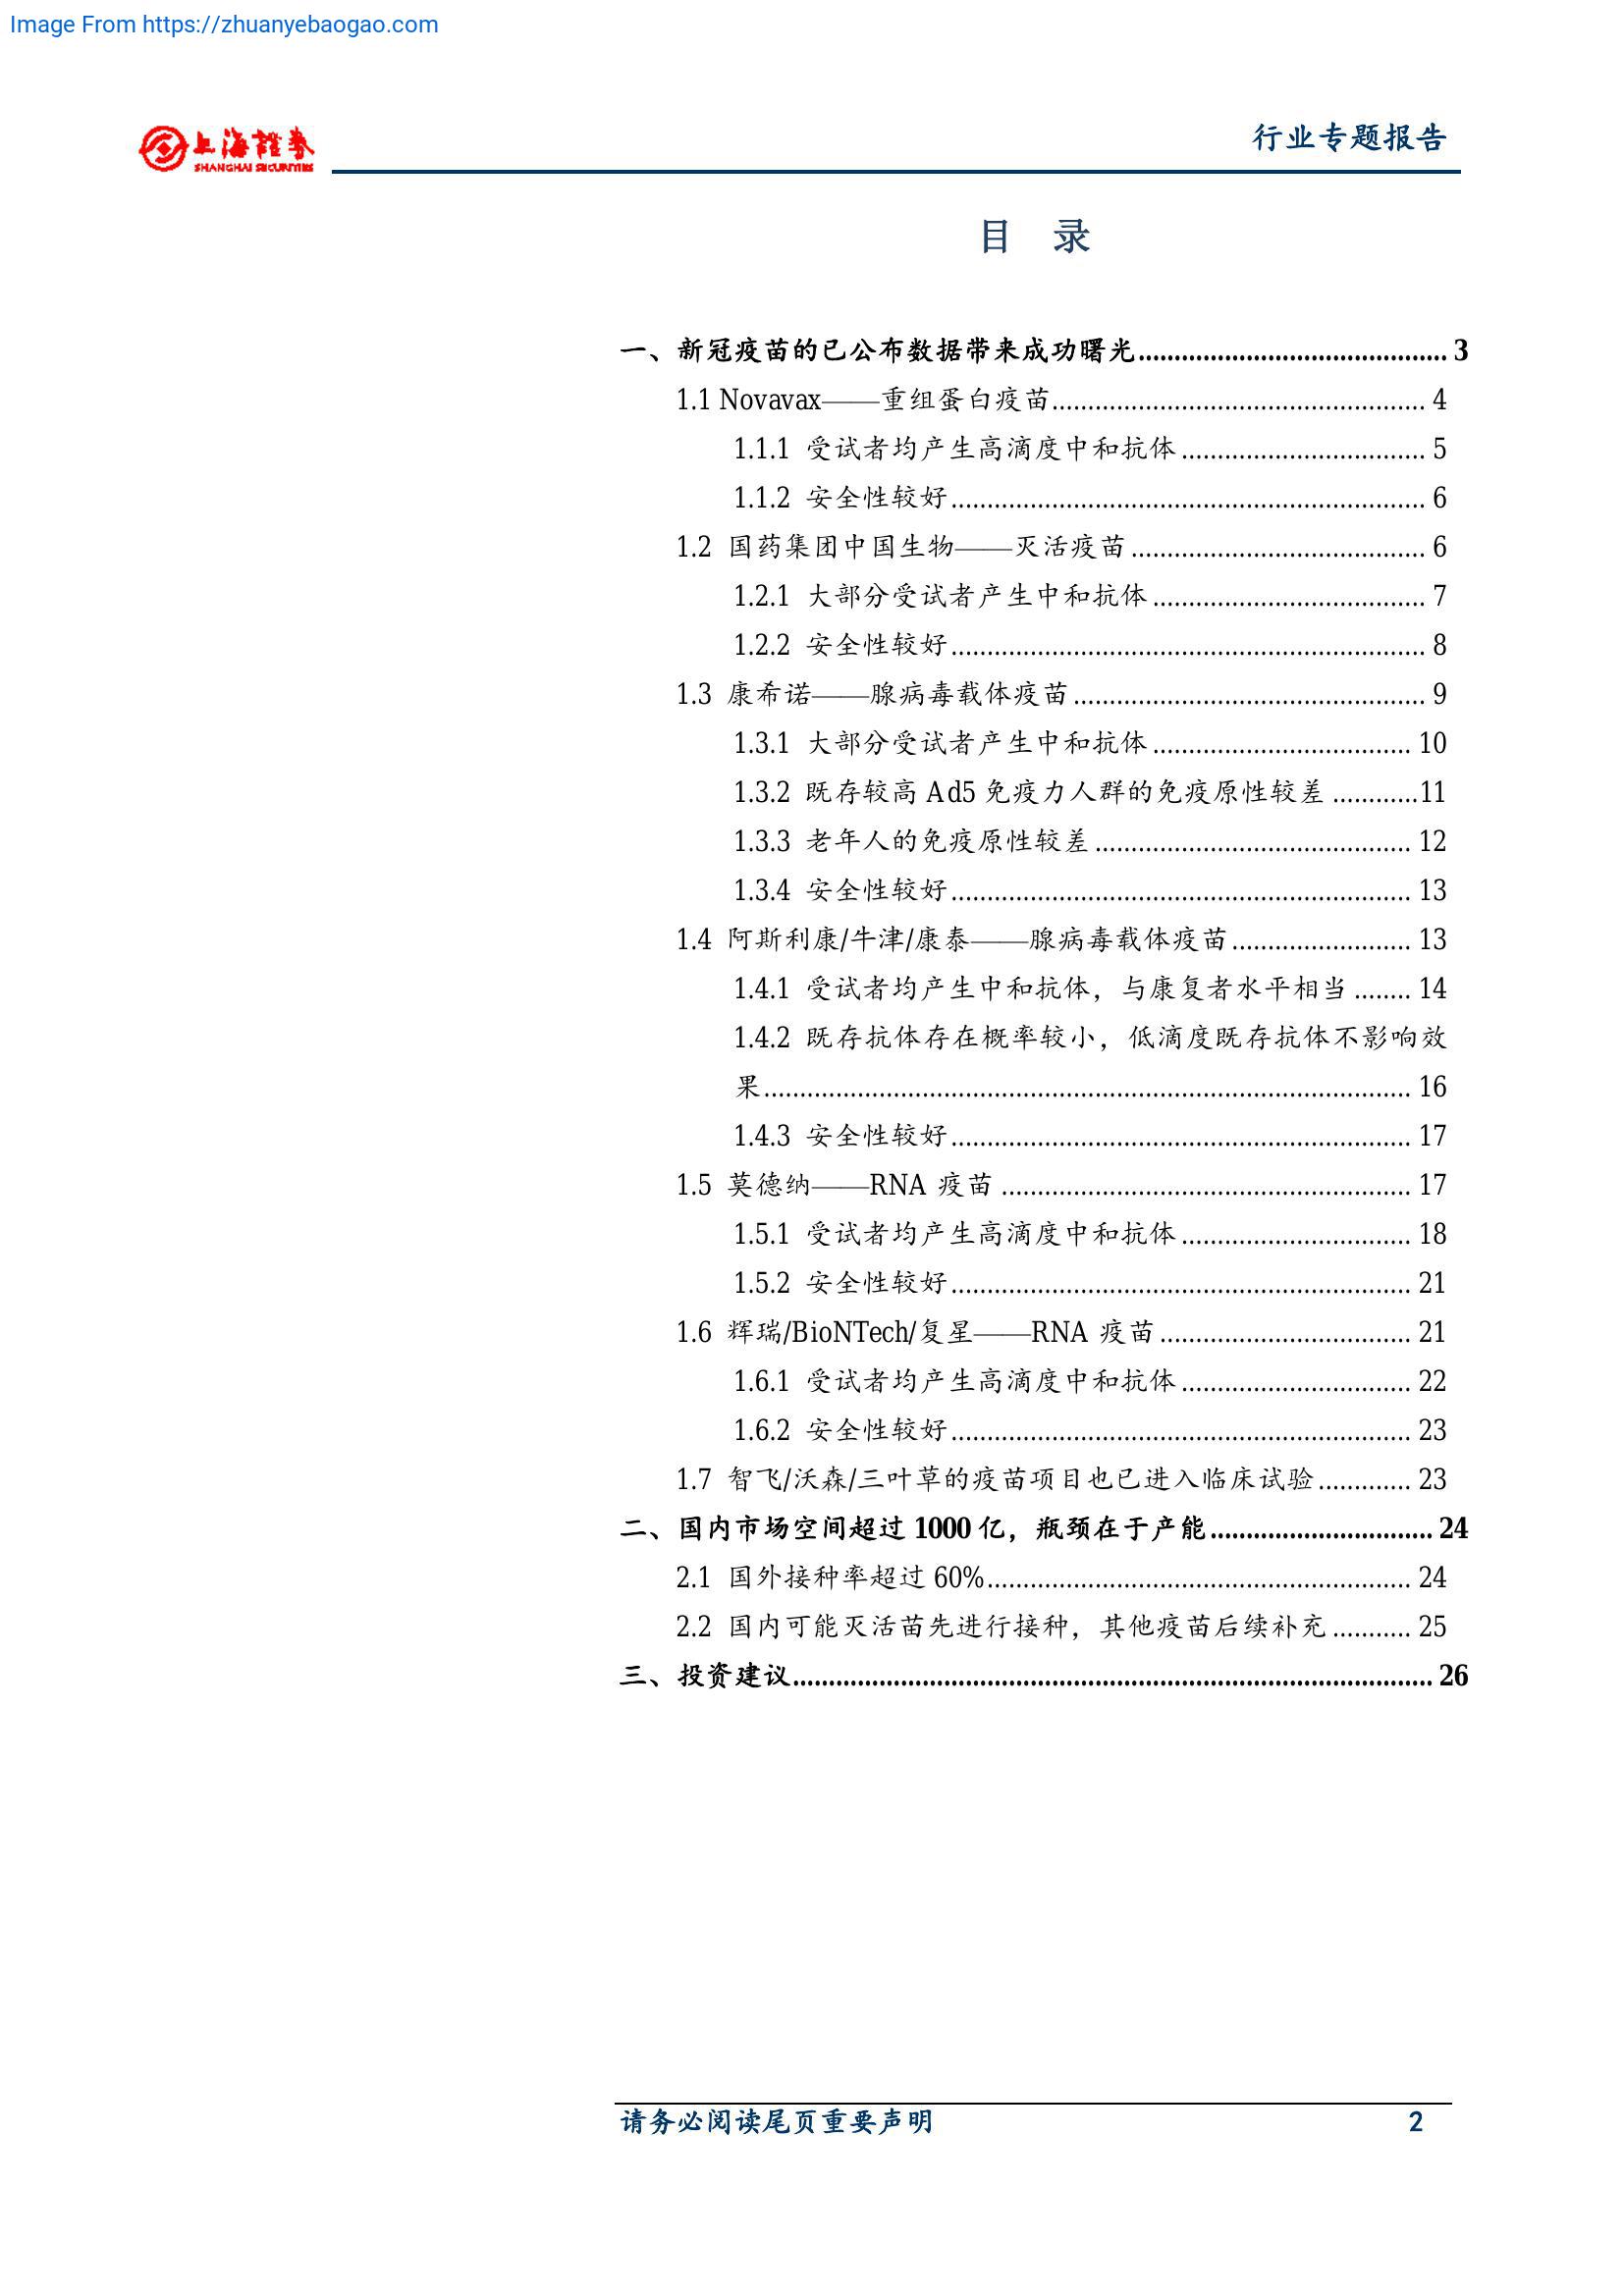 Image From https://zhuanyebaogao.com
上海證券
SHANGHAI SECURITIES
行业专题报告
目 录
一、新冠疫苗的已公布数据带来成功曙光........................................... 3
1.1 Novavax——重组蛋白疫苗.................................................... 4
1.1.1 受试者均产生高滴度中和抗体.................................. 5
1.1.2 安全性较好.................................................................. 6
1.2 国药集团中国生物——灭活疫苗......................................... 6
1.2.1 大部分受试者产生中和抗体...................................... 7
1.2.2 安全性较好.................................................................. 8
1.3 康希诺——腺病毒载体疫苗................................................. 9
1.3.1 大部分受试者产生中和抗体.................................... 10
1.3.2 既存较高 Ad5 免疫力人群的免疫原性较差............11
1.3.3 老年人的免疫原性较差............................................ 12
1.3.4 安全性较好................................................................ 13
1.4 阿斯利康/牛津/康泰——腺病毒载体疫苗......................... 13
1.4.1 受试者均产生中和抗体，与康复者水平相当........ 14
1.4.2 既存抗体存在概率较小，低滴度既存抗体不影响效
果.......................................................................................... 16
1.4.3 安全性较好................................................................ 17
1.5 莫德纳——RNA 疫苗......................................................... 17
1.5.1 受试者均产生高滴度中和抗体................................ 18
1.5.2 安全性较好................................................................ 21
1.6 辉瑞/BioNTech/复星——RNA 疫苗................................... 21
1.6.1 受试者均产生高滴度中和抗体................................ 22
1.6.2 安全性较好................................................................ 23
1.7 智飞/沃森/三叶草的疫苗项目也已进入临床试验............. 23
二、国内市场空间超过 1000 亿，瓶颈在于产能............................... 24
2.1 国外接种率超过 60%........................................................... 24
2.2 国内可能灭活苗先进行接种，其他疫苗后续补充........... 25
三、投资建议......................................................................................... 26
请务必阅读尾页重要声明 2